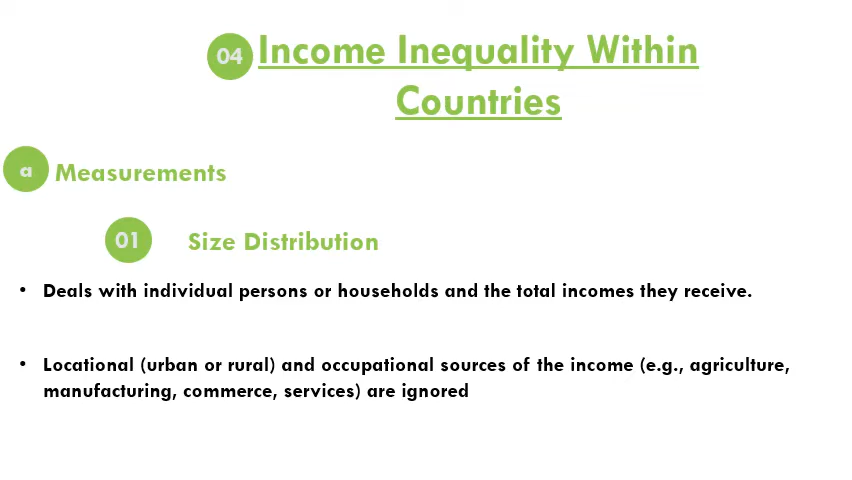 04 Income Inequality Within
Countries
a Measurements
01 Size Distribution
• Deals with individual persons or households and the total incomes they receive.
• Locational (urban or rural) and occupational sources of the income (e.g., agriculture,
manufacturing, commerce, services) are ignored